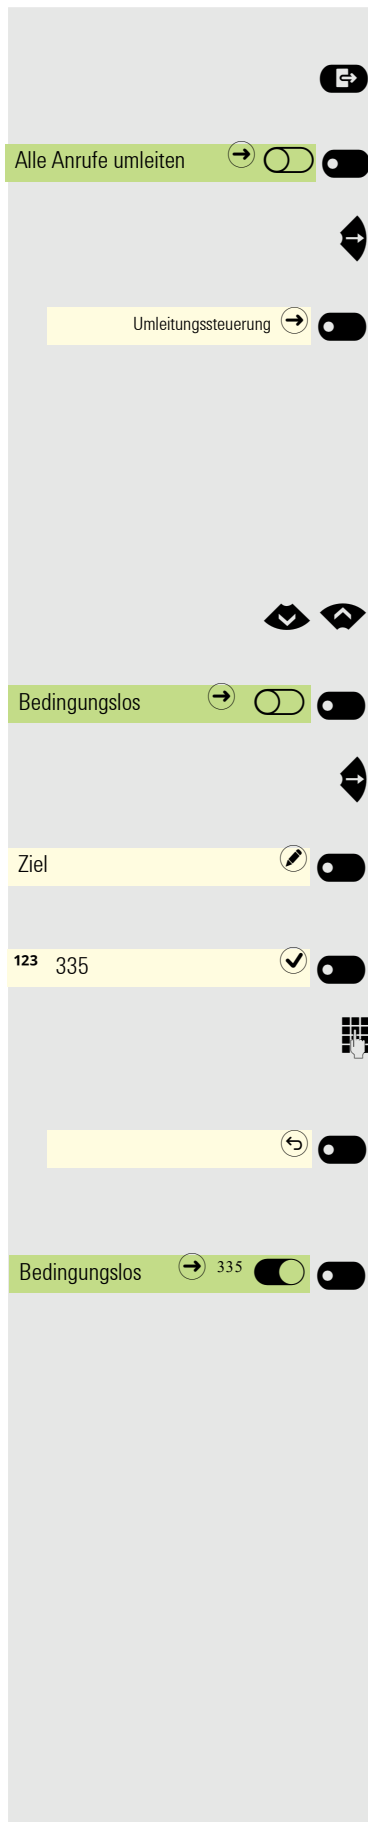 Alle Anrufe umleiten
Umleitungssteuerung
Bedingungslos
Ziel
123 335
Bedingungslos 335